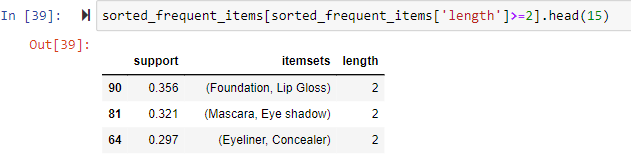 In [39]: sorted_frequent_items[sorted_frequent_items['length']>=2].head(15)
Out[39]:
support itemsets length
90 0.356 (Foundation, Lip Gloss) 2
81 0.321 (Mascara, Eye shadow) 2
64 0.297 (Eyeliner, Concealer) 2